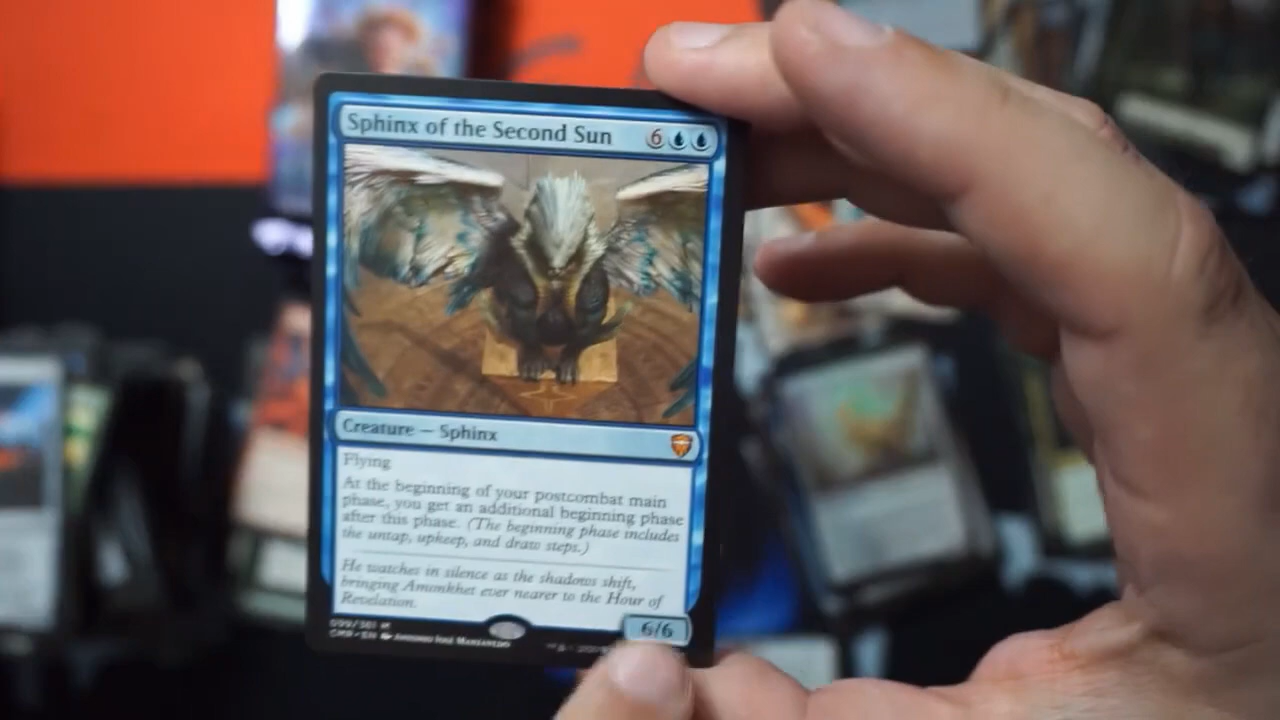 Sphinx of the Second Sun 6
Creature — Sphinx
Flying
At the beginning of your postcombat main
phase, you get an additional beginning phase
after this phase. (The beginning phase includes
the untap, upkeep, and draw steps.)
He watches in silence as the shadows shift,
bringing Amonkhet ever nearer to the Hour of
Revelation.
6/6
099/361 M
CMR • EN